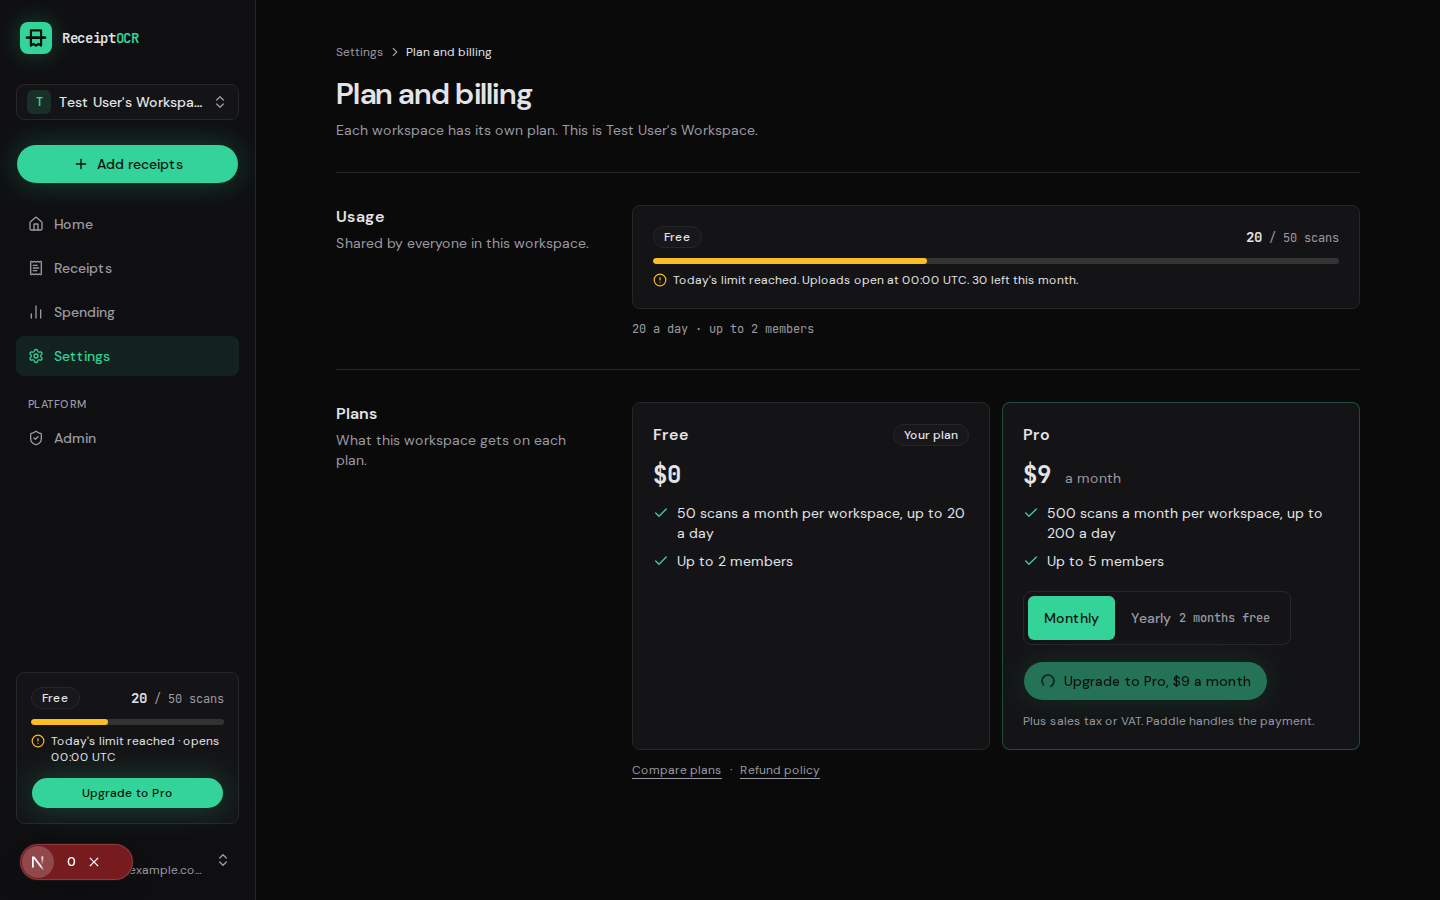 ReceiptOCR
T Test User's Workspa...
Add receipts
Home
Receipts
Spending
Settings
PLATFORM
Admin
Free 20 / 50 scans
Today's limit reached · opens
00:00 UTC
Upgrade to Pro
N 0
example.co...
Settings > Plan and billing
Plan and billing
Each workspace has its own plan. This is Test User's Workspace.
Usage
Shared by everyone in this workspace.
Free 20 / 50 scans
Today's limit reached. Uploads open at 00:00 UTC. 30 left this month.
20 a day · up to 2 members
Plans
What this workspace gets on each
plan.
Free Your plan
$0
50 scans a month per workspace, up to 20
a day
Up to 2 members
Pro
$9 a month
500 scans a month per workspace, up to
200 a day
Up to 5 members
Monthly Yearly 2 months free
Upgrade to Pro, $9 a month
Plus sales tax or VAT. Paddle handles the payment.
Compare plans · Refund policy